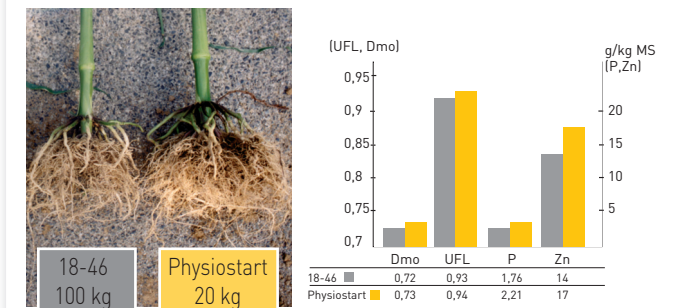 18-46
100 kg
Physiostart
20 kg
(UFL, Dmo)
g/kg MS
(P,Zn)
0,95
0,9
0,85
0,8
0,75
0,7
20
15
10
5
Dmo UFL P Zn
18-46 0,72 0,93 1,76 14
Physiostart 0,73 0,94 2,21 17